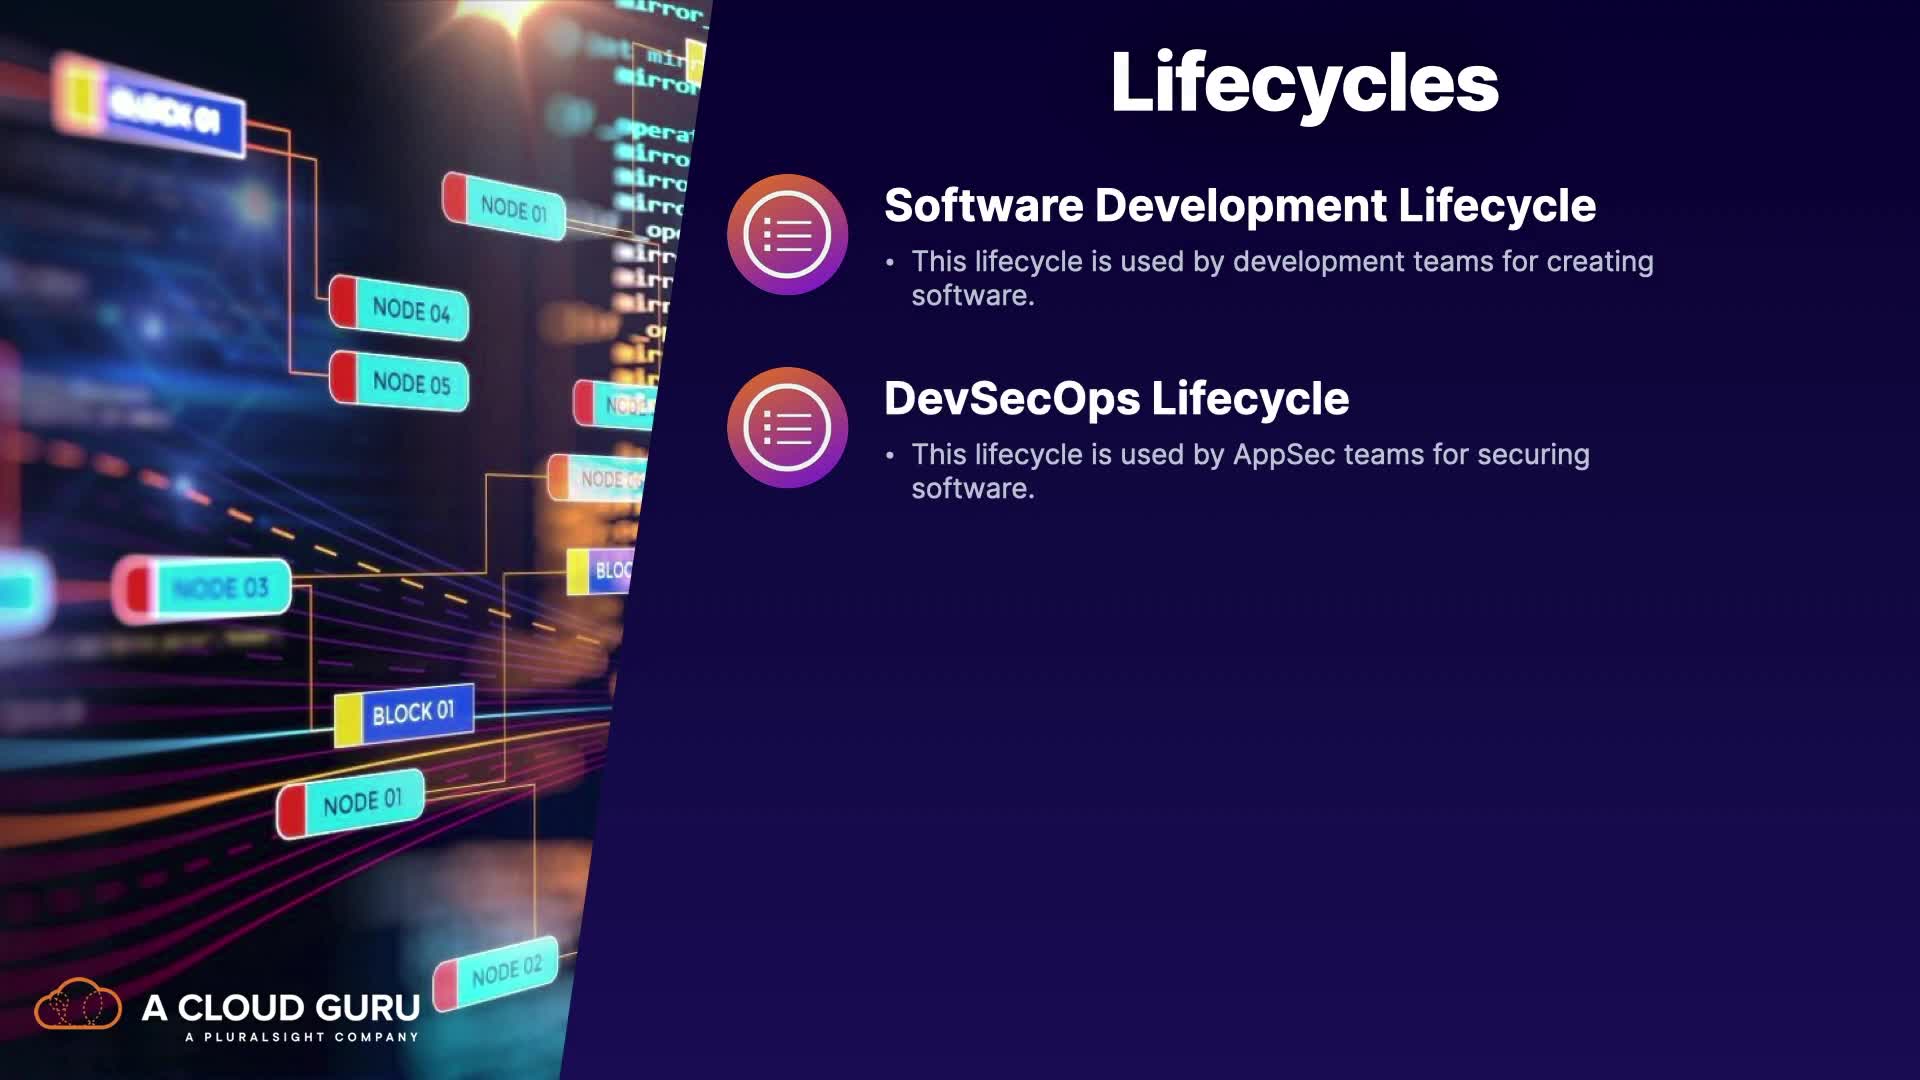 Lifecycles
Software Development Lifecycle
• This lifecycle is used by development teams for creating
software.
DevSecOps Lifecycle
• This lifecycle is used by AppSec teams for securing
software.
BLOCK 01
NODE 01
NODE 04
NODE 05
NODE 03
BLOCK 01
NODE 01
NODE 02
A CLOUD GURU
A PLURALSIGHT COMPANY